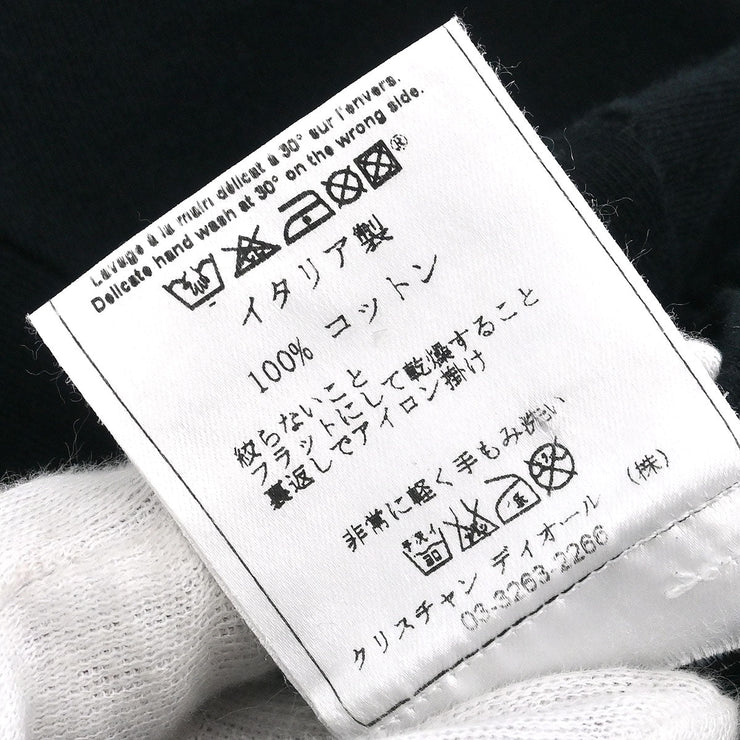 Lavage à la main délicat à 30° sur l'envers.
Delicate hand wash at 30° on the wrong side.
®
イタリア製
100% コットン
絞らないこと
フラットにして乾燥すること
裏返しでアイロン掛け
非常に軽く手もみ洗い
クリスチャン ディオール (株)
03-3263-2266